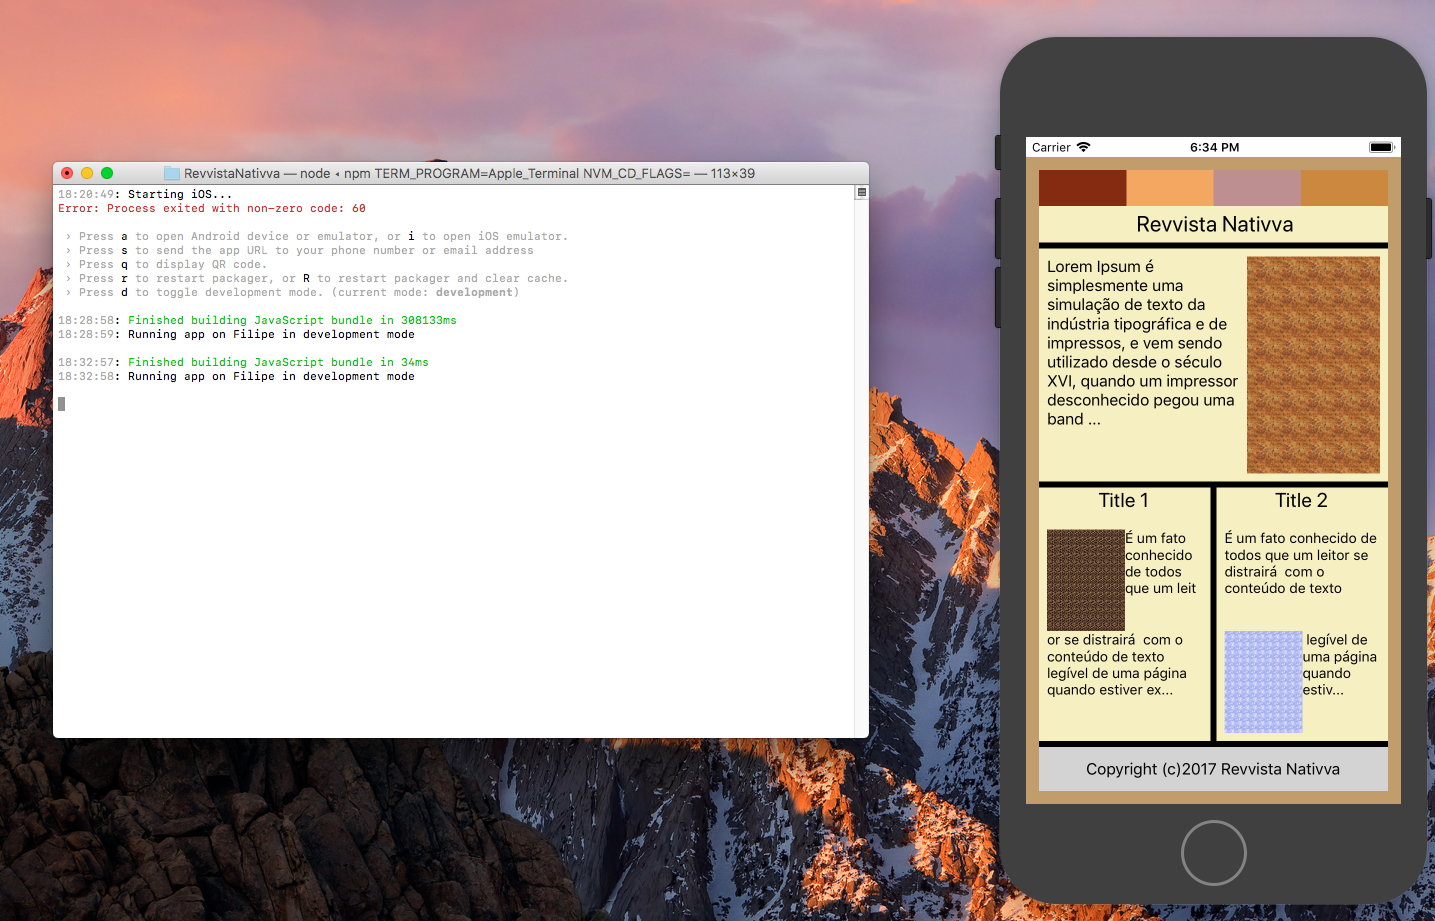 RevvistaNativva — node ◂ npm TERM_PROGRAM=Apple_Terminal NVM_CD_FLAGS= — 113×39
18:20:49: Starting iOS...
Error: Process exited with non-zero code: 60
› Press a to open Android device or emulator, or i to open iOS emulator.
› Press s to send the app URL to your phone number or email address
› Press q to display QR code.
› Press r to restart packager, or R to restart packager and clear cache.
› Press d to toggle development mode. (current mode: development)
18:28:58: Finished building JavaScript bundle in 308133ms
18:28:59: Running app on Filipe in development mode
18:32:57: Finished building JavaScript bundle in 34ms
18:32:58: Running app on Filipe in development mode
Carrier 6:34 PM
Revvista Nativva
Lorem Ipsum é
simplesmente uma
simulação de texto da
indústria tipográfica e de
impressos, e vem sendo
utilizado desde o século
XVI, quando um impressor
desconhecido pegou uma
band ...
Title 1
É um fato
conhecido
de todos
que um leit
or se distrairá  com o
conteúdo de texto
legível de uma página
quando estiver ex...
Title 2
É um fato conhecido de
todos que um leitor se
distrairá  com o
conteúdo de texto
legível de
uma página
quando
estiv...
Copyright (c)2017 Revvista Nativva